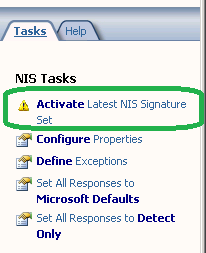 Tasks Help
NIS Tasks
Activate Latest NIS Signature
Set
Configure Properties
Define Exceptions
Set All Responses to
Microsoft Defaults
Set All Responses to Detect
Only